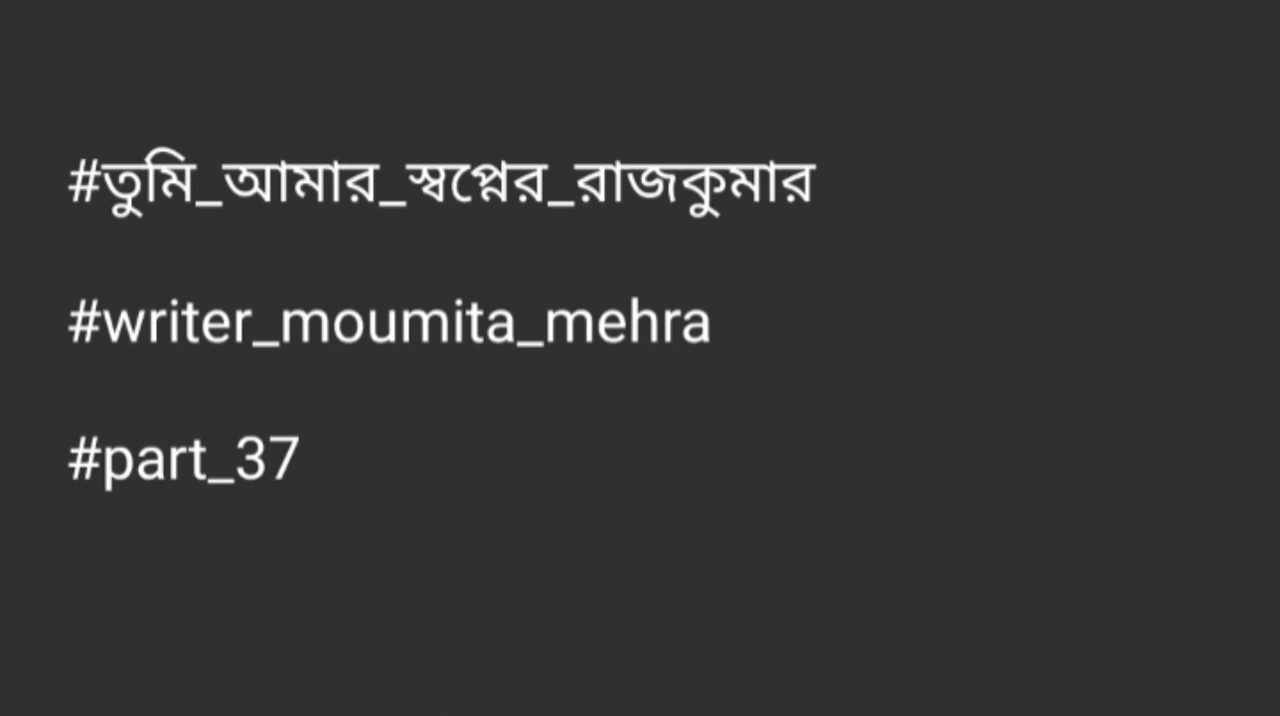 #তুমি_আমার_স্বপ্নের_রাজকুমার
#writer_moumita_mehra
#part_37